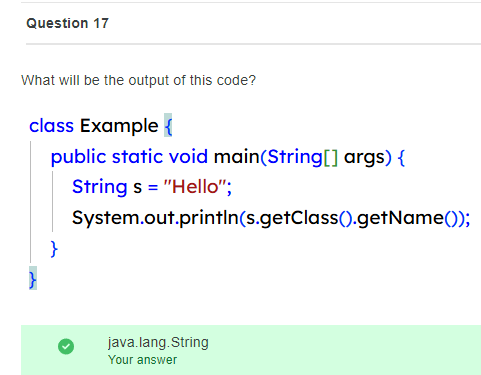 Question 17
What will be the output of this code?
class Example {
public static void main(String[] args) {
String s = "Hello";
System.out.println(s.getClass().getName());
}
}
java.lang.String
Your answer